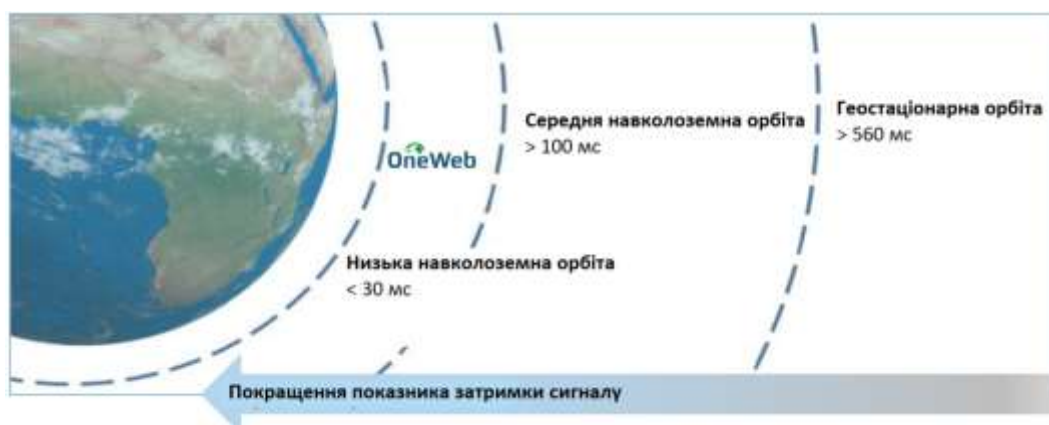 Геостаціонарна орбіта
> 560 мс
Середня навколоземна орбіта
> 100 мс
OneWeb
Низька навколоземна орбіта
< 30 мс
Покращення показника затримки сигналу